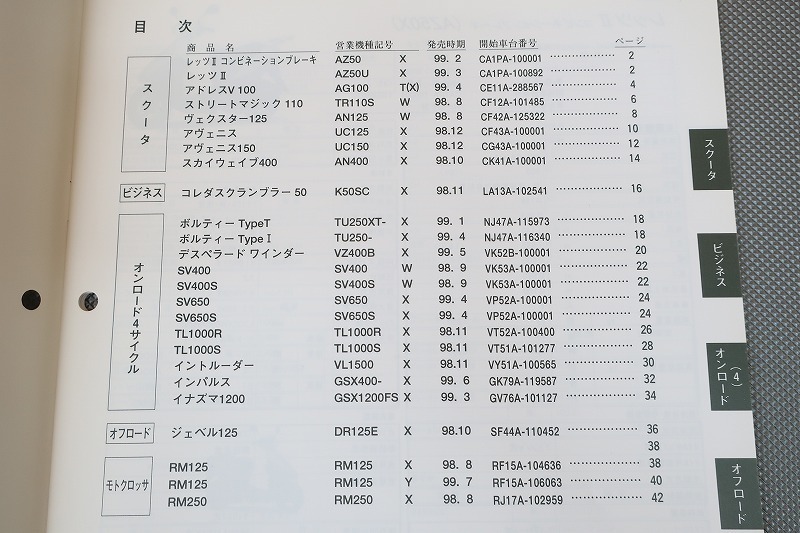 目 次
商品名 営業機種記号 発売時期 開始車台番号 ページ
スクータ
レッツⅡ コンビネーションブレーキ AZ50 X 99. 2 CA1PA-100001 2
レッツⅡ AZ50U X 99. 3 CA1PA-100892 2
アドレスV100 AG100 T(X) 99. 4 CE11A-288567 4
ストリートマジック110 TR110S W 98. 8 CF12A-101485 6
ヴェクスター125 AN125 W 98. 8 CF42A-125322 8
アヴェニス UC125 X 98.12 CF43A-100001 10
アヴェニス150 UC150 X 98.12 CG43A-100001 12
スカイウェイブ400 AN400 X 98.10 CK41A-100001 14
ビジネス コレダスクランブラー50 K50SC X 98.11 LA13A-102541 16
オンロード4サイクル
ボルティー TypeT TU250XT- X 99. 1 NJ47A-115973 18
ボルティー TypeⅠ TU250- X 99. 4 NJ47A-116340 18
デスペラード ワインダー VZ400B X 99. 5 VK52B-100001 20
SV400 SV400 W 98. 9 VK53A-100001 22
SV400S SV400S W 98. 9 VK53A-100001 22
SV650 SV650 X 99. 4 VP52A-100001 24
SV650S SV650S X 99. 4 VP52A-100001 24
TL1000R TL1000R X 98.11 VT52A-100400 26
TL1000S TL1000S X 98.11 VT51A-101277 28
イントルーダー VL1500 X 98.11 VY51A-100565 30
インパルス GSX400- X 99. 6 GK79A-119587 32
イナズマ1200 GSX1200FS X 99. 3 GV76A-101127 34
オフロード ジェベル125 DR125E X 98.10 SF44A-110452 36
38
モトクロッサ
RM125 RM125 X 98. 8 RF15A-104636 38
RM125 RM125 Y 99. 7 RF15A-106063 40
RM250 RM250 X 98. 8 RJ17A-102959 42
スクータ
ビジネス
オンロード(4)
オフロード